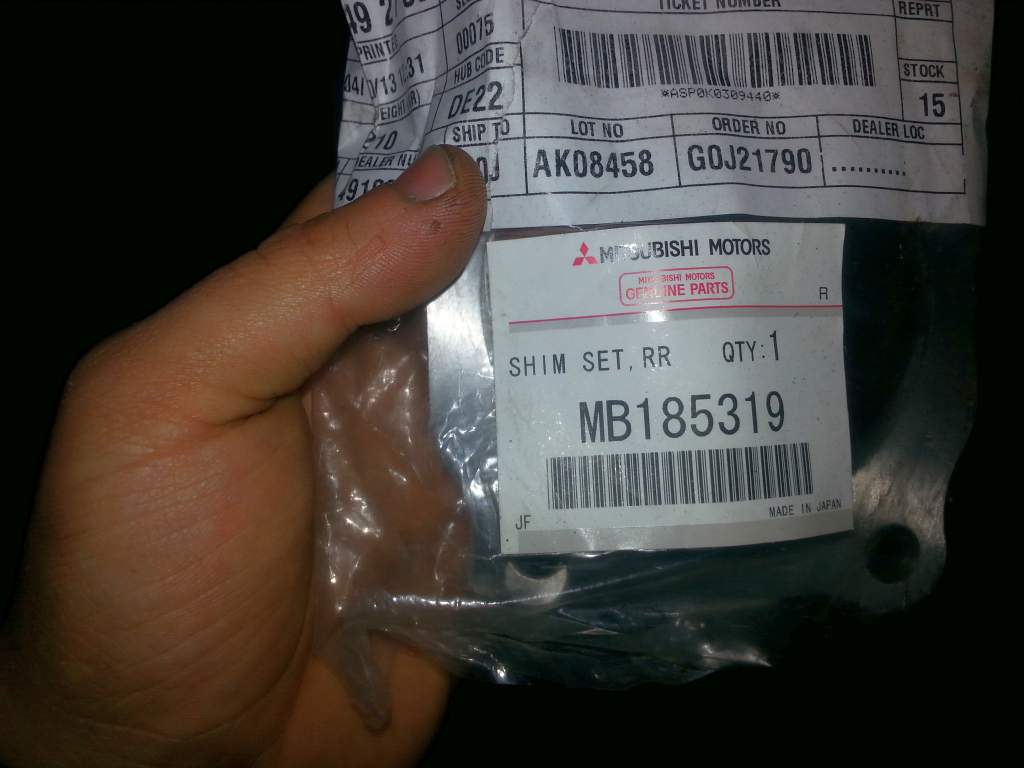 TICKET NUMBER
REPRT
00075
HUB CODE
DE22
SHIP TO
*ASP0K0309440*
STOCK
15
LOT NO
ORDER NO
DEALER LOC
AK08458
G0J21790
..........
MITSUBISHI MOTORS
MITSUBISHI MOTORS
GENUINE PARTS
R
SHIM SET, RR QTY:1
MB185319
JF
MADE IN JAPAN